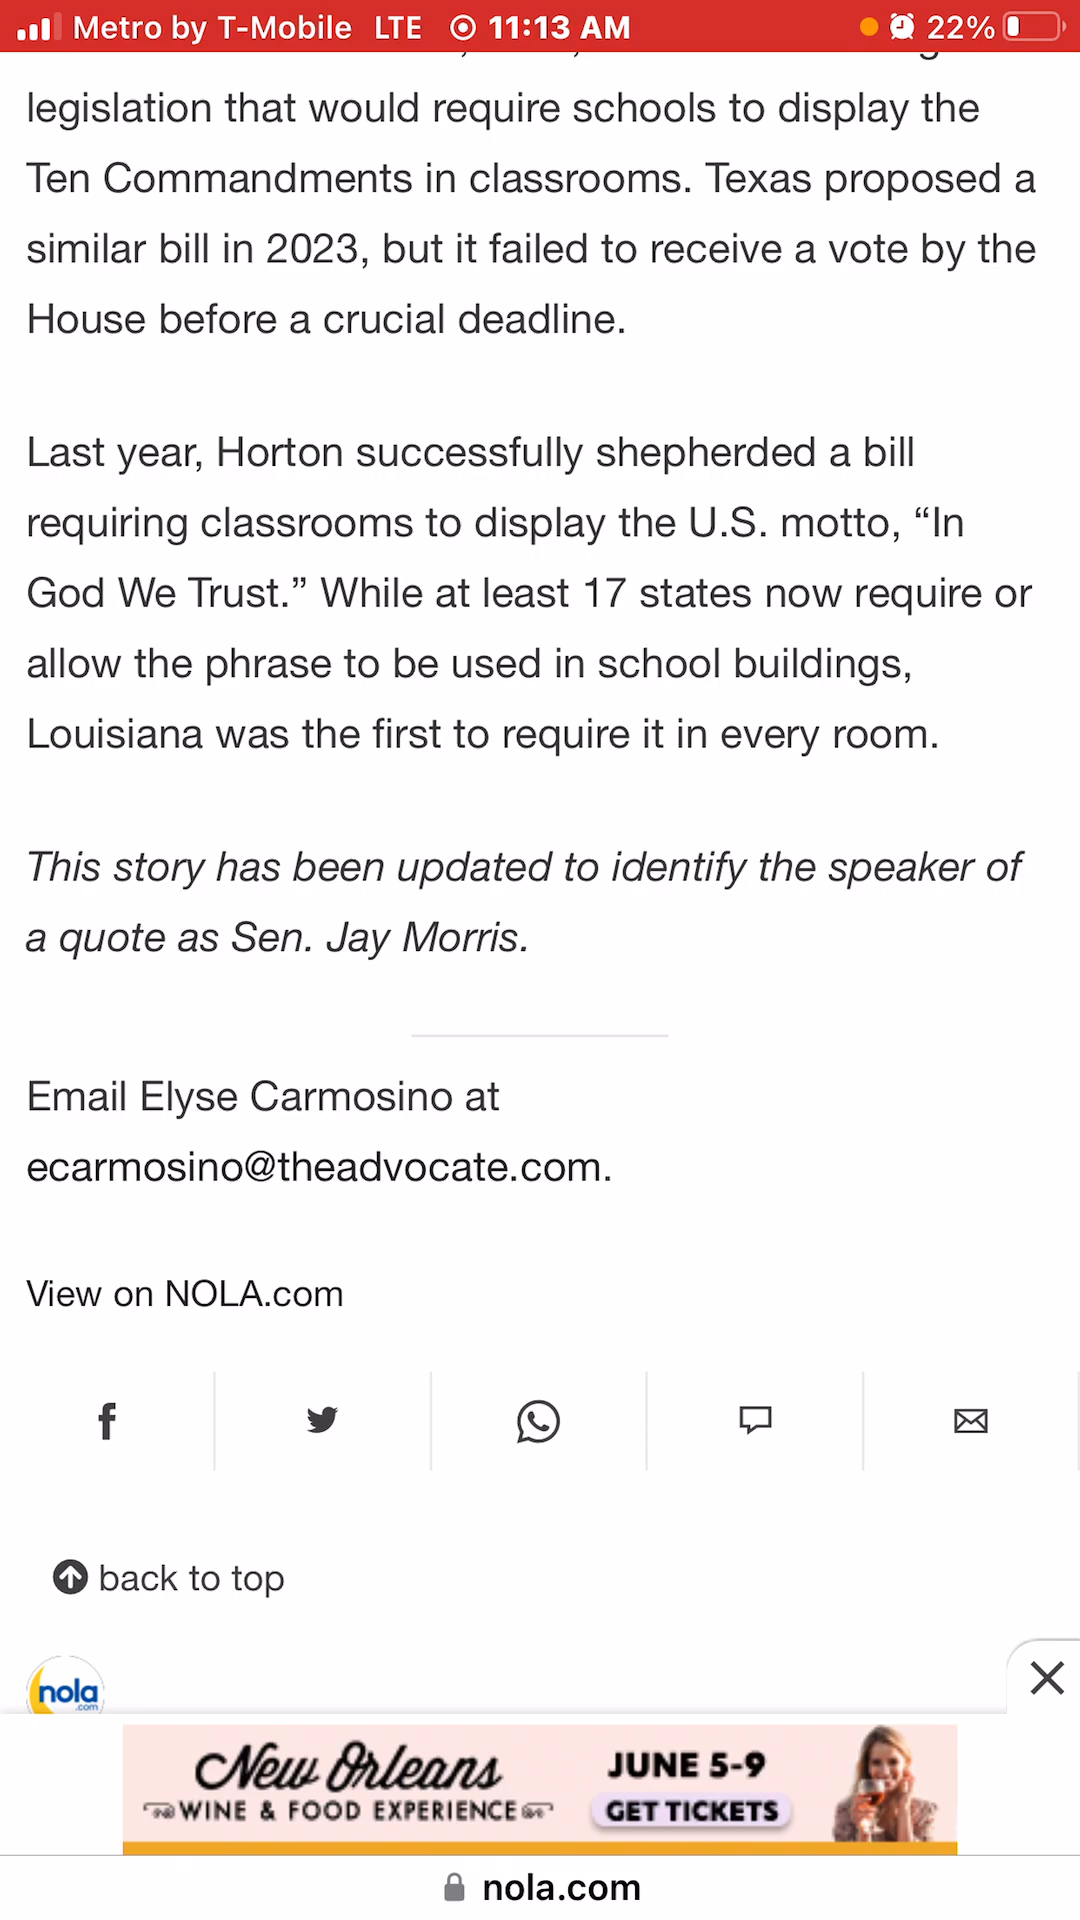 Metro by T-Mobile LTE 11:13 AM 22%
legislation that would require schools to display the
Ten Commandments in classrooms. Texas proposed a
similar bill in 2023, but it failed to receive a vote by the
House before a crucial deadline.
Last year, Horton successfully shepherded a bill
requiring classrooms to display the U.S. motto, “In
God We Trust.” While at least 17 states now require or
allow the phrase to be used in school buildings,
Louisiana was the first to require it in every room.
This story has been updated to identify the speaker of
a quote as Sen. Jay Morris.
Email Elyse Carmosino at
ecarmosino@theadvocate.com.
View on NOLA.com
back to top
nola
.com
New Orleans
WINE & FOOD EXPERIENCE
JUNE 5-9
GET TICKETS
nola.com